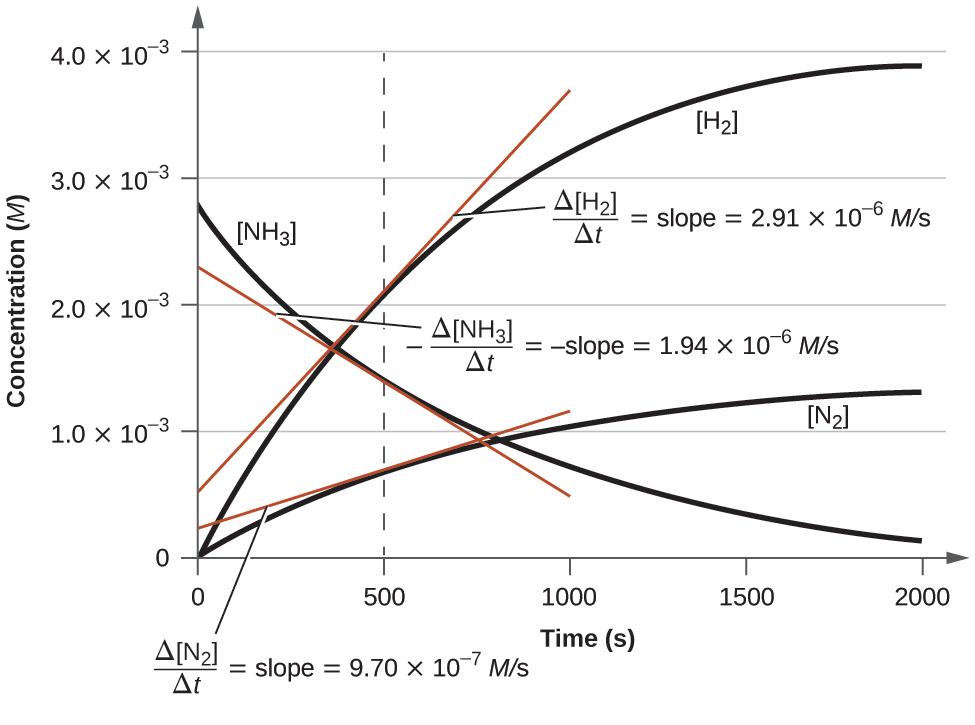 4.0 × 10⁻³
[H₂]
3.0 × 10⁻³
Δ[H₂]/Δt = slope = 2.91 × 10⁻⁶ M/s
[NH₃]
2.0 × 10⁻³
– Δ[NH₃]/Δt = –slope = 1.94 × 10⁻⁶ M/s
Concentration (M)
1.0 × 10⁻³
[N₂]
0
0 500 1000 1500 2000
Time (s)
Δ[N₂]/Δt = slope = 9.70 × 10⁻⁷ M/s